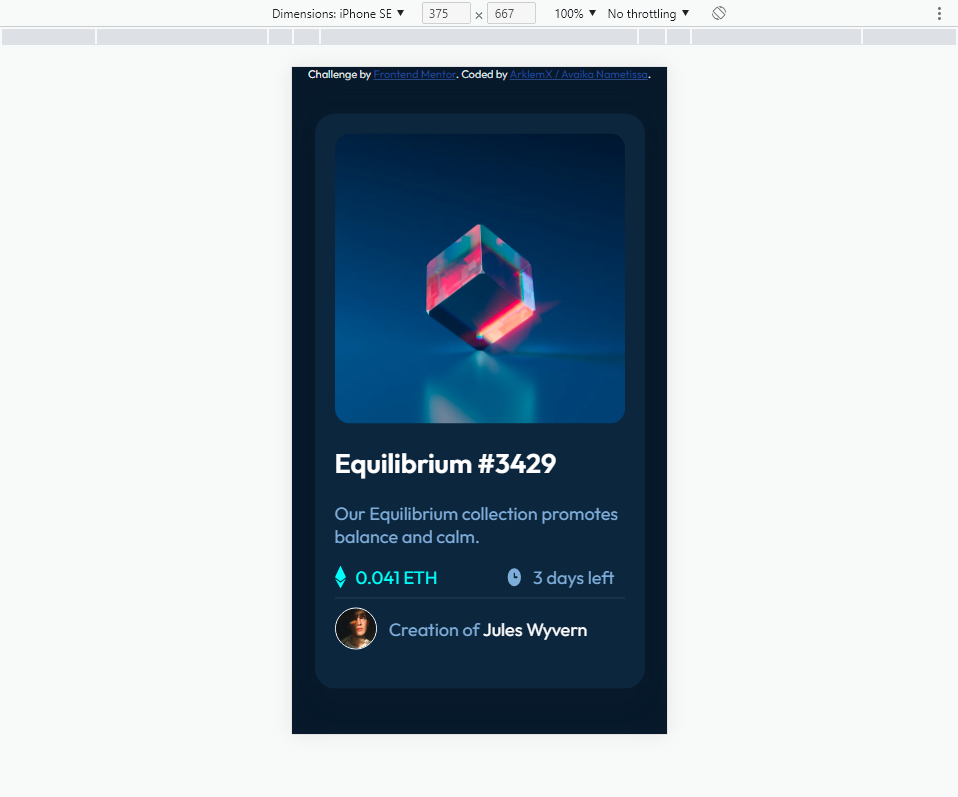 Dimensions: iPhone SE ▼ 375 × 667 100% ▼ No throttling ▼
Challenge by Frontend Mentor. Coded by ArklemX / Avaika Nametissa.
Equilibrium #3429
Our Equilibrium collection promotes
balance and calm.
0.041 ETH 3 days left
Creation of Jules Wyvern